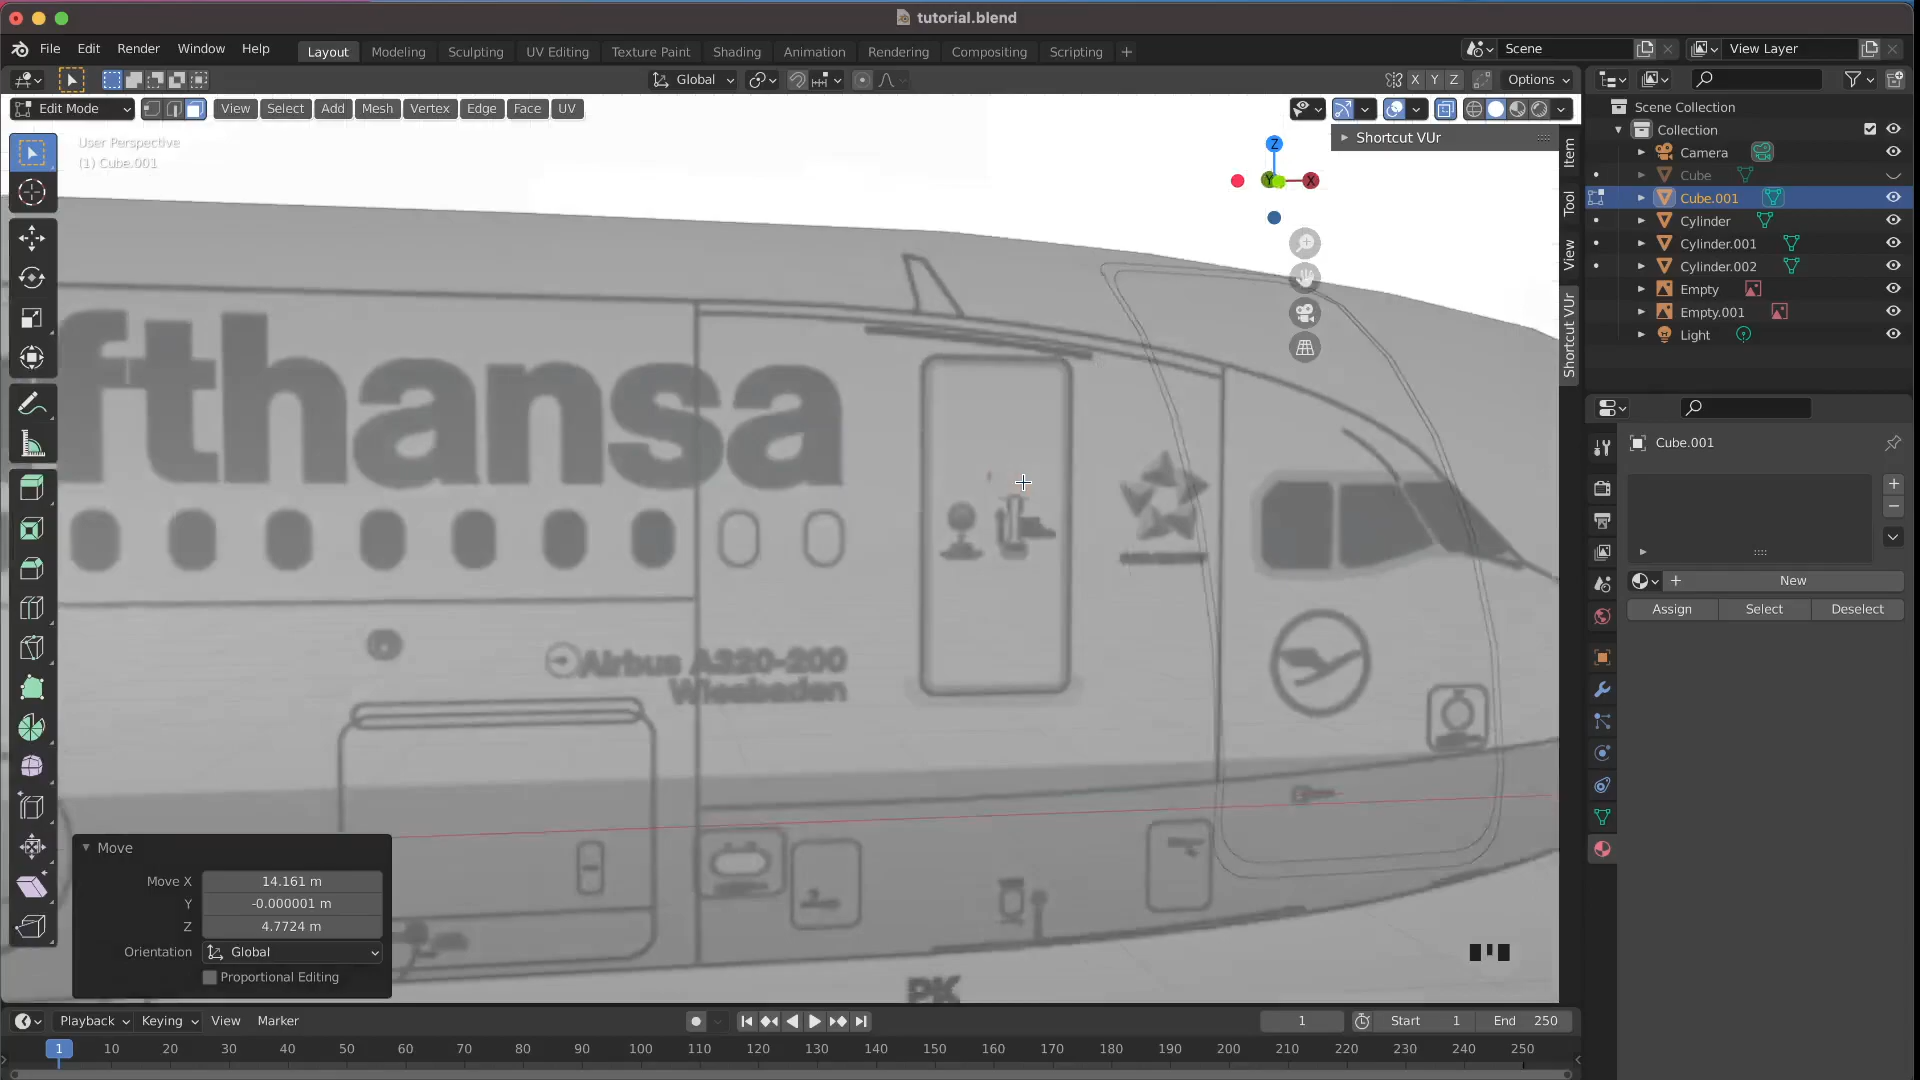 tutorial.blend
File Edit Render Window Help Layout Modeling Sculpting UV Editing Texture Paint Shading Animation Rendering Compositing Scripting + Scene View Layer
Global X Y Z Options
Edit Mode View Select Add Mesh Vertex Edge Face UV
User Perspective
(1) Cube.001
Shortcut VUr
Z
Y X
Item
Tool
View
Shortcut VUr
Scene Collection
Collection
Camera
Cube
Cube.001
Cylinder
Cylinder.001
Cylinder.002
Empty
Empty.001
Light
Cube.001
New
Assign Select Deselect
fthansa
Airbus A320-200
Wiesbaden
PK
Move
Move X 14.161 m
Y -0.000001 m
Z 4.7724 m
Orientation Global
Proportional Editing
Playback Keying View Marker 1 Start 1 End 250
1 10 20 30 40 50 60 70 80 90 100 110 120 130 140 150 160 170 180 190 200 210 220 230 240 250